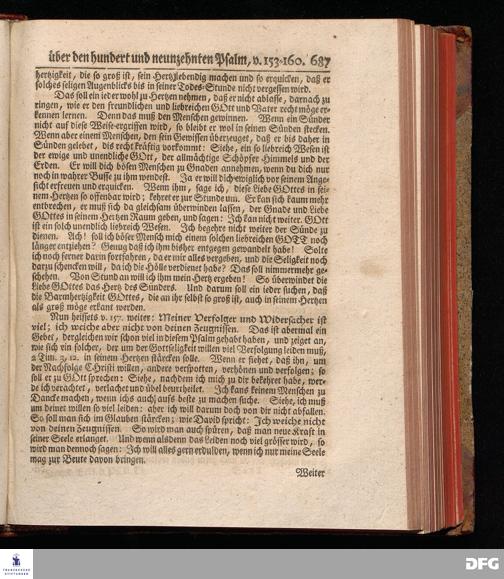 über den hundert und neunzehnten Psalm, v. 153-160. 687
hertzigkeit, die so groß ist, sein Hertz lebendig machen und so erquicken, daß er
solches seligen Augenblicks bis in seiner Todes-Stunde nicht vergessen wird.
Das soll ein ieder wohl zu Hertzen nehmen, daß er nicht ablasse, darnach zu
ringen, wie er den freundlichen und liebreichen GOtt und Vater recht möge er-
kennen lernen. Denn das muß den Menschen gewinnen. Wenn ein Sünder
nicht auf diese Weise ergriffen wird, so bleibet er wol in seinen Sünden stecken.
Wenn aber einem Menschen, den sein Gewissen überzeuget, daß er bis daher in
Sünden gelebet, dis recht kräftig vorkommt: Siehe, ein so liebreich Wesen ist
der ewige und unendliche GOtt, der allmächtige Schöpfer Himmels und der
Erden. Er will dich bösen Menschen zu Gnaden annehmen, wenn du dich nur
noch in wahrer Busse zu ihm wendest. Ja er will dich ewiglich vor seinem Ange-
sicht erfreuen und erquicken. Wenn ihm, sage ich, diese Liebe GOttes in sei-
nem Hertzen so offenbar wird; kehret er zur Stunde um. Er kan sich kaum mehr
entbrechen, er muß sich da gleichsam überwinden lassen, der Gnade und Liebe
GOttes in seinem Hertzen Raum geben, und sagen: Ich kan nicht weiter. GOtt
ist ein solch unendlich liebreich Wesen. Ich begehre nicht weiter der Sünde zu
dienen. Ach! soll ich böser Mensch mich einem solchen liebreichen GOTT noch
länger entziehen? Genug daß ich ihm bisher entgegen gewandelt habe! Solte
ich noch ferner darin fortfahren, da er mir alles vergeben, und die Seligkeit noch
darzu schencken will, da ich die Hölle verdienet habe? Das soll nimmermehr ge-
schehen. Von Stund an will ich ihm mein Hertz ergeben! So überwindet die
Liebe GOttes das Hertz des Sünders. Und darum soll ein ieder suchen, daß
die Barmhertzigkeit GOttes, die an ihr selbst so groß ist, auch in seinem Hertzen
als groß möge erkant werden.
Nun heissets v. 157. weiter: Meiner Verfolger und Widersacher ist
viel; ich weiche aber nicht von deinen Zeugnissen. Das ist abermal ein
Gebet, dergleichen wir schon viel in diesem Psalm gehabt haben, und zeiget an,
wie sich ein solcher, der um der Gottseligkeit willen viel Verfolgung leiden muß,
2 Tim. 3, 12. in seinem Hertzen stärcken solle. Wenn er siehet, daß ihn, um
der Nachfolge CHristi willen, andere verspotten, verhönen und verfolgen; so
soll er zu GOtt sprechen: Siehe, nachdem ich mich zu dir bekehret habe, wer-
de ich verachtet, verlachet und übel beurtheilet. Ich kans keinem Menschen zu
Dancke machen, wenn ichs auch aufs beste zu machen suche. Siehe, ich muß
um deinet willen so viel leiden: aber ich will darum doch von dir nicht abfallen.
So soll man sich im Glauben stärcken; wie David spricht: Ich weiche nicht
von deinen Zeugnissen. So wird man auch spüren, daß man neue Kraft in
seiner Seele erlanget. Und wenn alsdenn das Leiden noch viel grösser wird, so
wird man dennoch sagen: Ich will alles gern erdulden, wenn ich nur meine Seele
mag zur Beute davon bringen.
Weiter
FRANCKESCHE
STIFTUNGEN
DFG